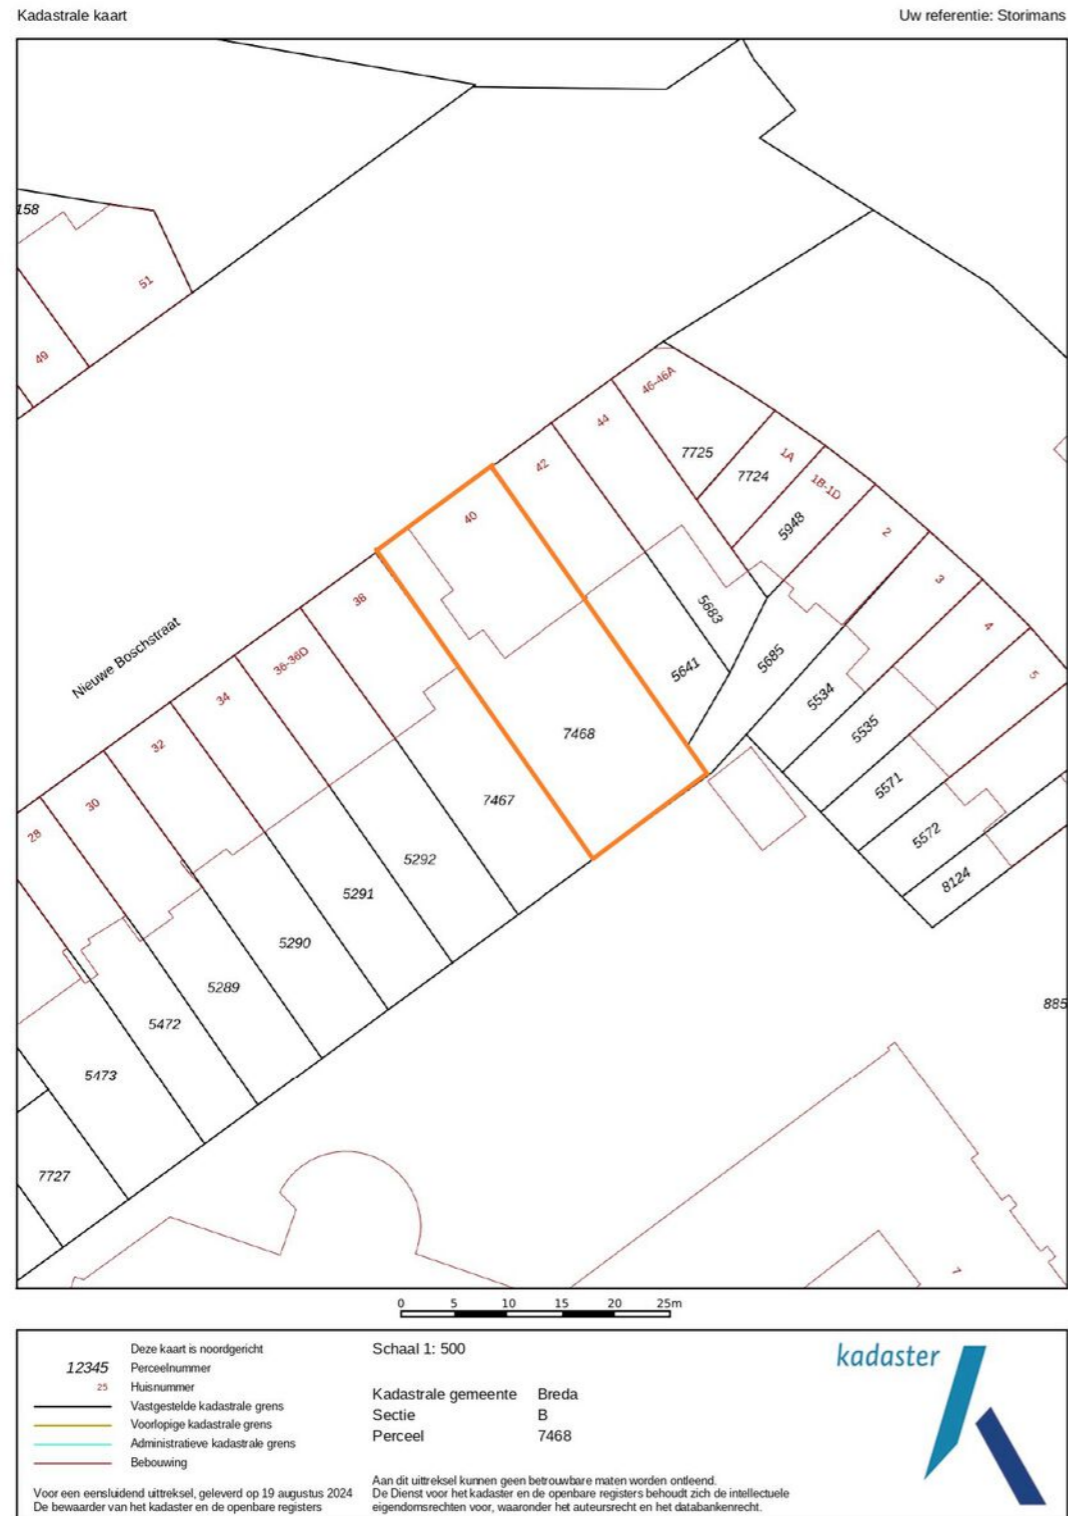 Kadastrale kaart
Uw referentie: Storimans
158
51
49
46-46A
44
42
40
38
36-36D
34
32
30
28
7725
7724
1A
1B-1D
5948
2
3
4
5
5683
5641
5685
5534
5535
5571
5572
8124
Nieuwe Boschstraat
7468
7467
5292
5291
5290
5289
5472
5473
7727
885
7
0 5 10 15 20 25m
Deze kaart is noordgericht
12345 Perceelnummer
25 Huisnummer
Vastgestelde kadastrale grens
Voorlopige kadastrale grens
Administratieve kadastrale grens
Bebouwing
Voor een eensluidend uittreksel, geleverd op 19 augustus 2024
De bewaarder van het kadaster en de openbare registers
Schaal 1: 500
Kadastrale gemeente Breda
Sectie B
Perceel 7468
Aan dit uittreksel kunnen geen betrouwbare maten worden ontleend.
De Dienst voor het kadaster en de openbare registers behoudt zich de intellectuele
eigendomsrechten voor, waaronder het auteursrecht en het databankenrecht.
kadaster